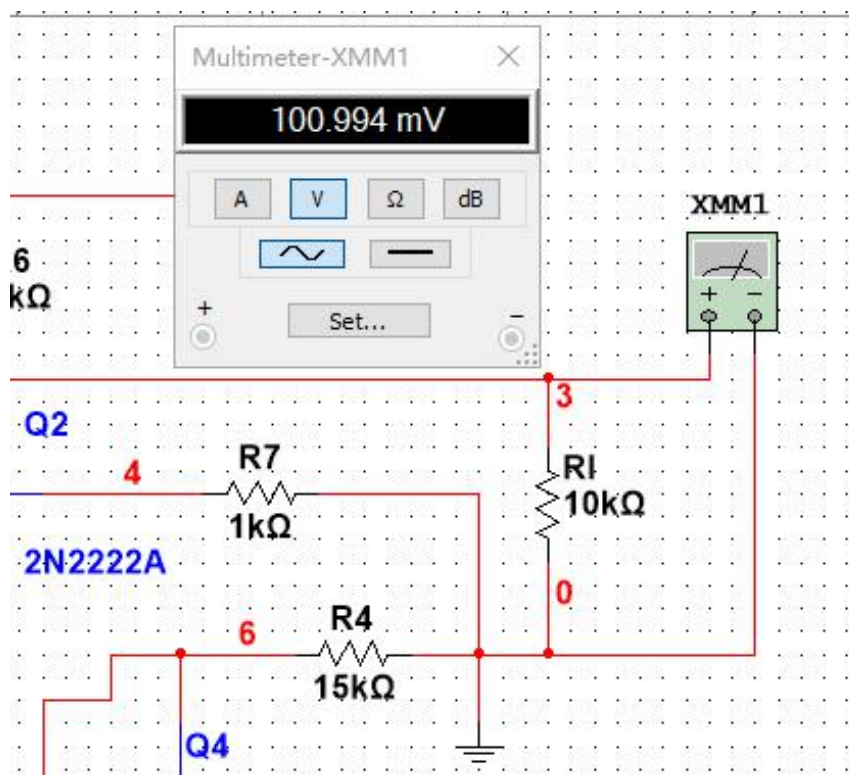 Multimeter-XMM1
100.994 mV
A V Ω dB
+ -
Set...
XMM1
+ -
6
kΩ
3
Q2
4
R7
1kΩ
RI
10kΩ
2N2222A
0
6
R4
15kΩ
Q4